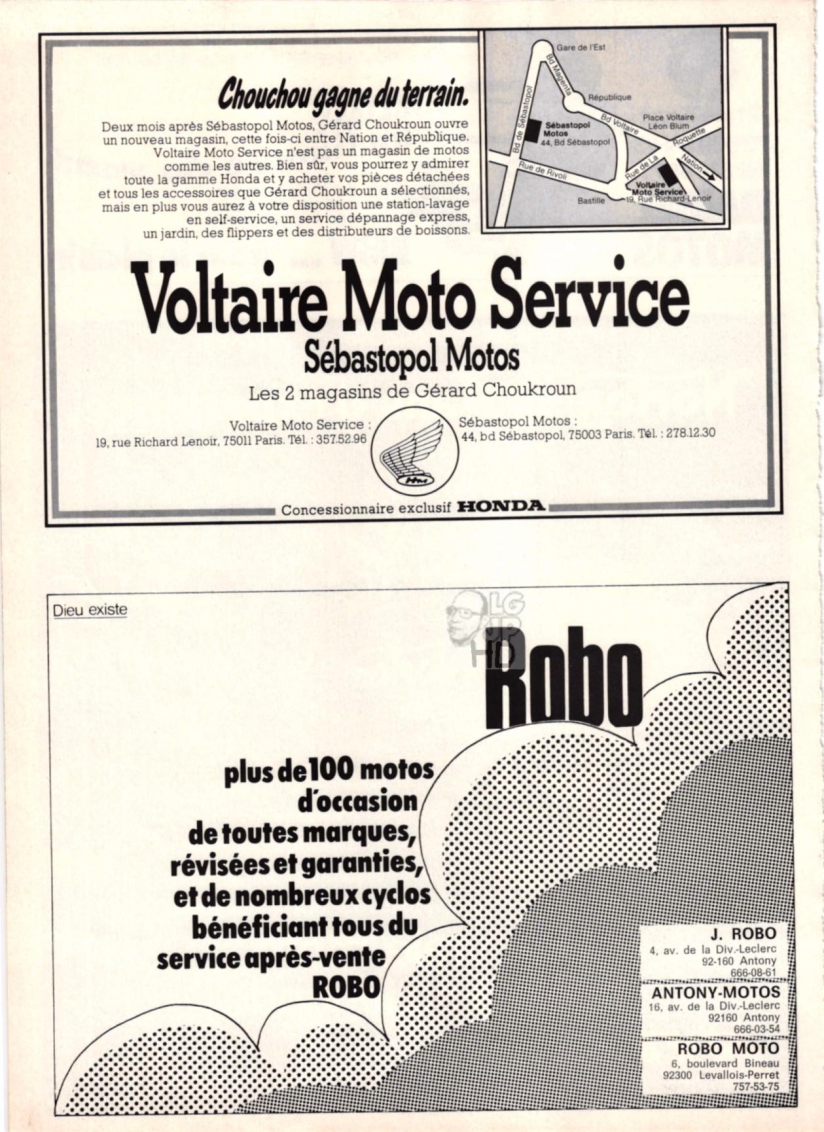 Chouchou gagne du terrain.
Deux mois après Sébastopol Motos, Gérard Choukroun ouvre
un nouveau magasin, cette fois-ci entre Nation et République.
Voltaire Moto Service n'est pas un magasin de motos
comme les autres. Bien sûr, vous pourrez y admirer
toute la gamme Honda et y acheter vos pièces détachées
et tous les accessoires que Gérard Choukroun a sélectionnés,
mais en plus vous aurez à votre disposition une station-lavage
en self-service, un service dépannage express,
un jardin, des flippers et des distributeurs de boissons.
Gare de l'Est
Bd Magenta
République
Bd de Sébastopol
Bd Voltaire
Place Voltaire
Léon Blum
Sébastopol
Motos
44, Bd Sébastopol
Roquette
Rue de La
Nation
Rue de Rivoli
Voltaire
Moto Service
Bastille
19, Rue Richard-Lenoir
Voltaire Moto Service
Sébastopol Motos
Les 2 magasins de Gérard Choukroun
Voltaire Moto Service :
19, rue Richard Lenoir, 75011 Paris. Tél. : 357.52.96
Sébastopol Motos :
44, bd Sébastopol, 75003 Paris. Tél. : 278.12.30
Concessionnaire exclusif HONDA
Dieu existe
LG
JP
HD
Robo
plus de 100 motos
d'occasion
de toutes marques,
révisées et garanties,
et de nombreux cyclos
bénéficiant tous du
service après-vente
ROBO
J. ROBO
4, av. de la Div.-Leclerc
92-160 Antony
666-08-61
ANTONY-MOTOS
16, av. de la Div.-Leclerc
92160 Antony
666-03-54
ROBO MOTO
6, boulevard Bineau
92300 Levallois-Perret
757-53-75